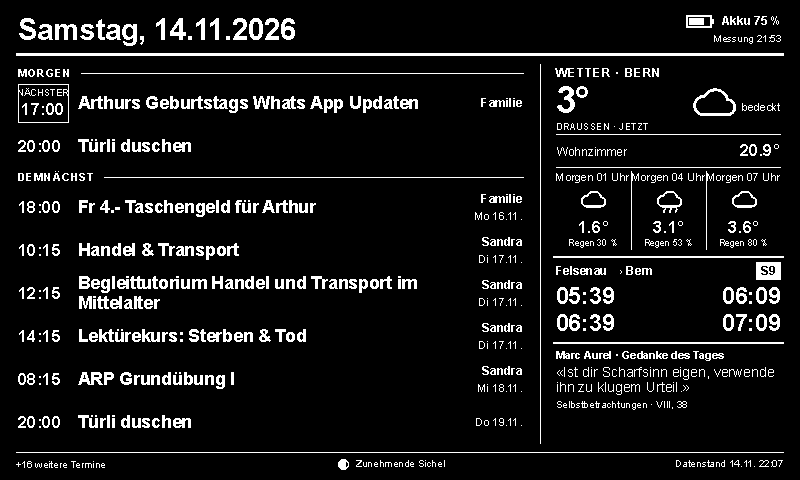 Samstag, 14.11.2026
Akku 75 %
Messung 21:53
MORGEN
NÄCHSTER
17:00 Arthurs Geburtstags Whats App Updaten Familie
20:00 Türli duschen
DEMNÄCHST
18:00 Fr 4.- Taschengeld für Arthur Familie
Mo 16.11.
10:15 Handel & Transport Sandra
Di 17.11.
12:15 Begleittutorium Handel und Transport im
Mittelalter
Sandra
Di 17.11.
14:15 Lektürekurs: Sterben & Tod Sandra
Di 17.11.
08:15 ARP Grundübung I Sandra
Mi 18.11.
20:00 Türli duschen Do 19.11.
WETTER · BERN
3° bedeckt
DRAUSSEN · JETZT
Wohnzimmer 20.9°
Morgen 01 Uhr Morgen 04 Uhr Morgen 07 Uhr
1.6° 3.1° 3.6°
Regen 30 % Regen 53 % Regen 80 %
Felsenau → Bern S9
05:39 06:09
06:39 07:09
Marc Aurel · Gedanke des Tages
«Ist dir Scharfsinn eigen, verwende
ihn zu klugem Urteil.»
Selbstbetrachtungen · VIII, 38
+16 weitere Termine
Zunehmende Sichel
Datenstand 14.11. 22:07